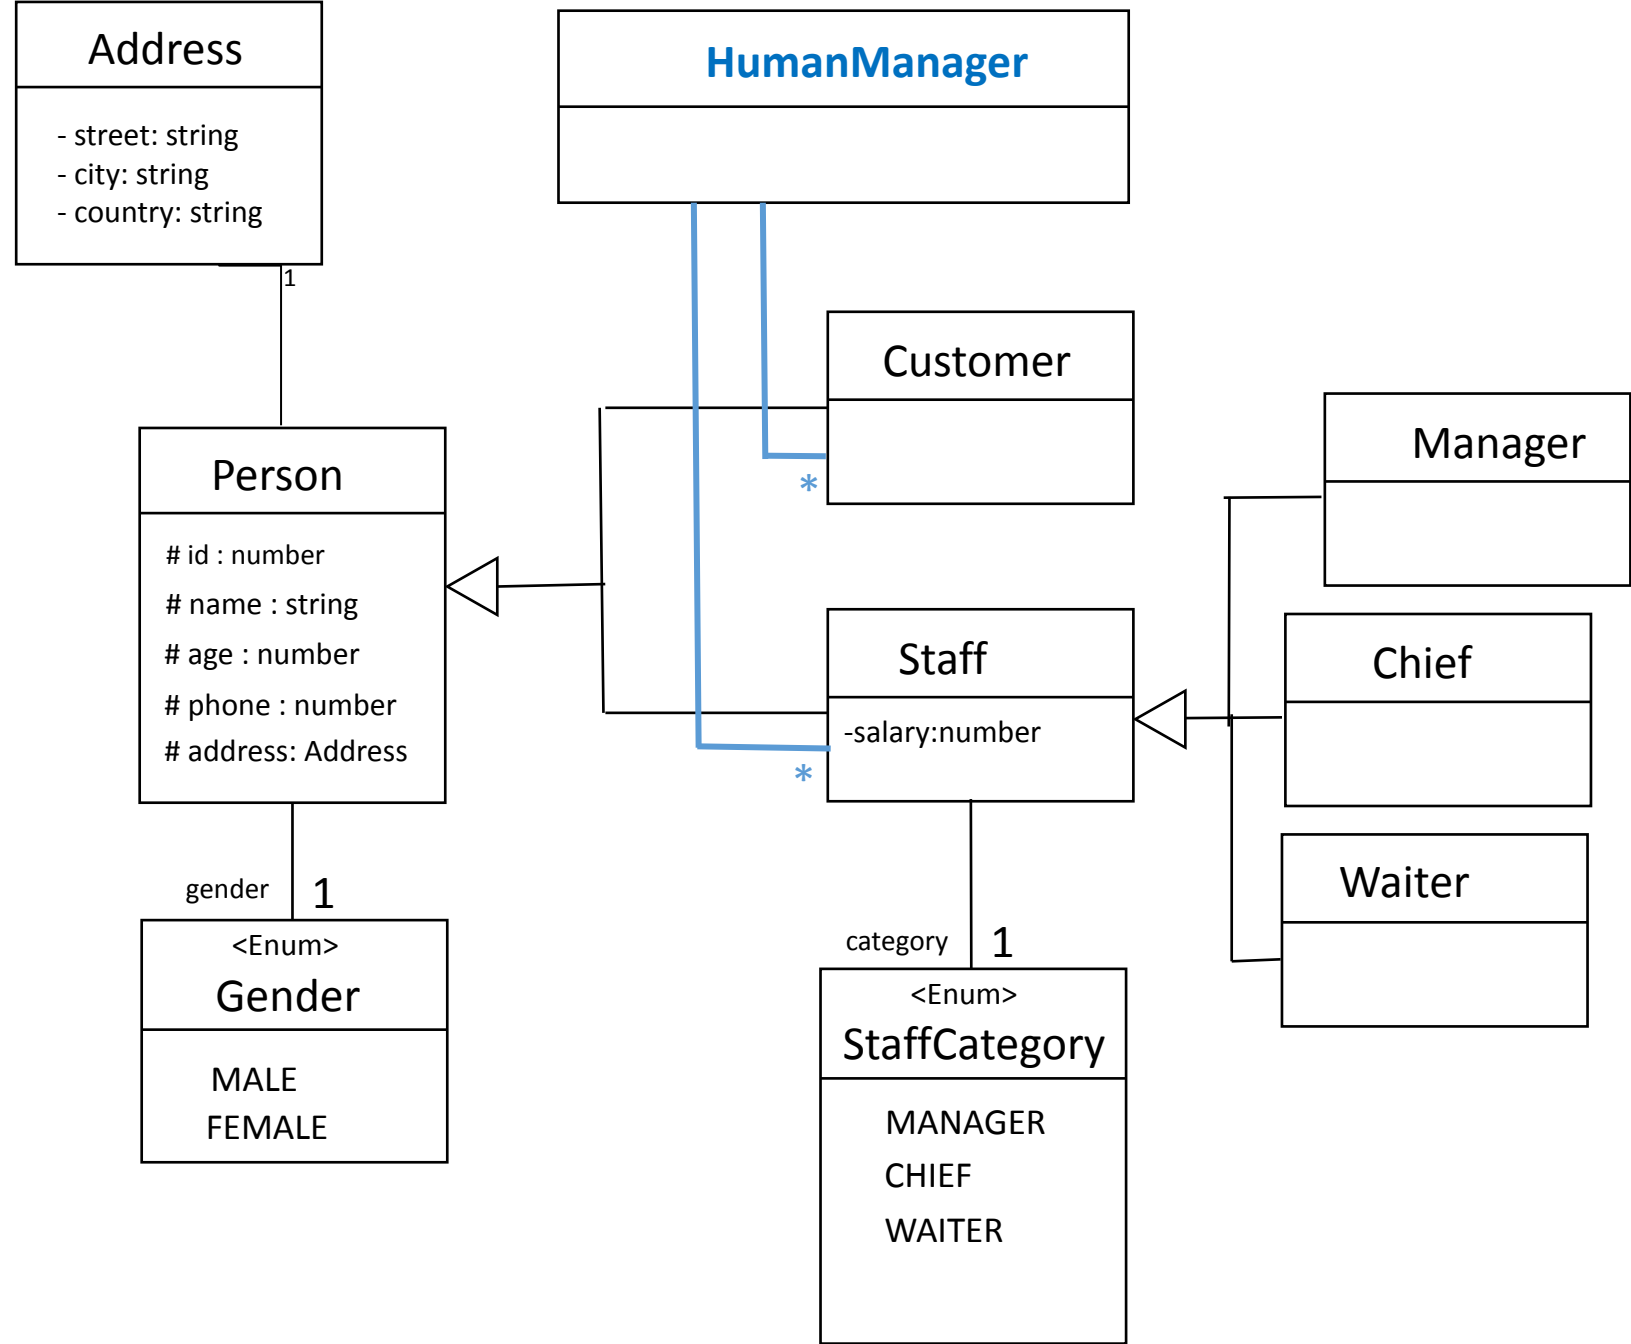 Address
- street: string
- city: string
- country: string
1
HumanManager
Customer
*
Manager
Person
# id : number
# name : string
# age : number
# phone : number
# address: Address
Staff
-salary:number
*
Chief
Waiter
gender 1
<Enum>
Gender
MALE
FEMALE
category 1
<Enum>
StaffCategory
MANAGER
CHIEF
WAITER